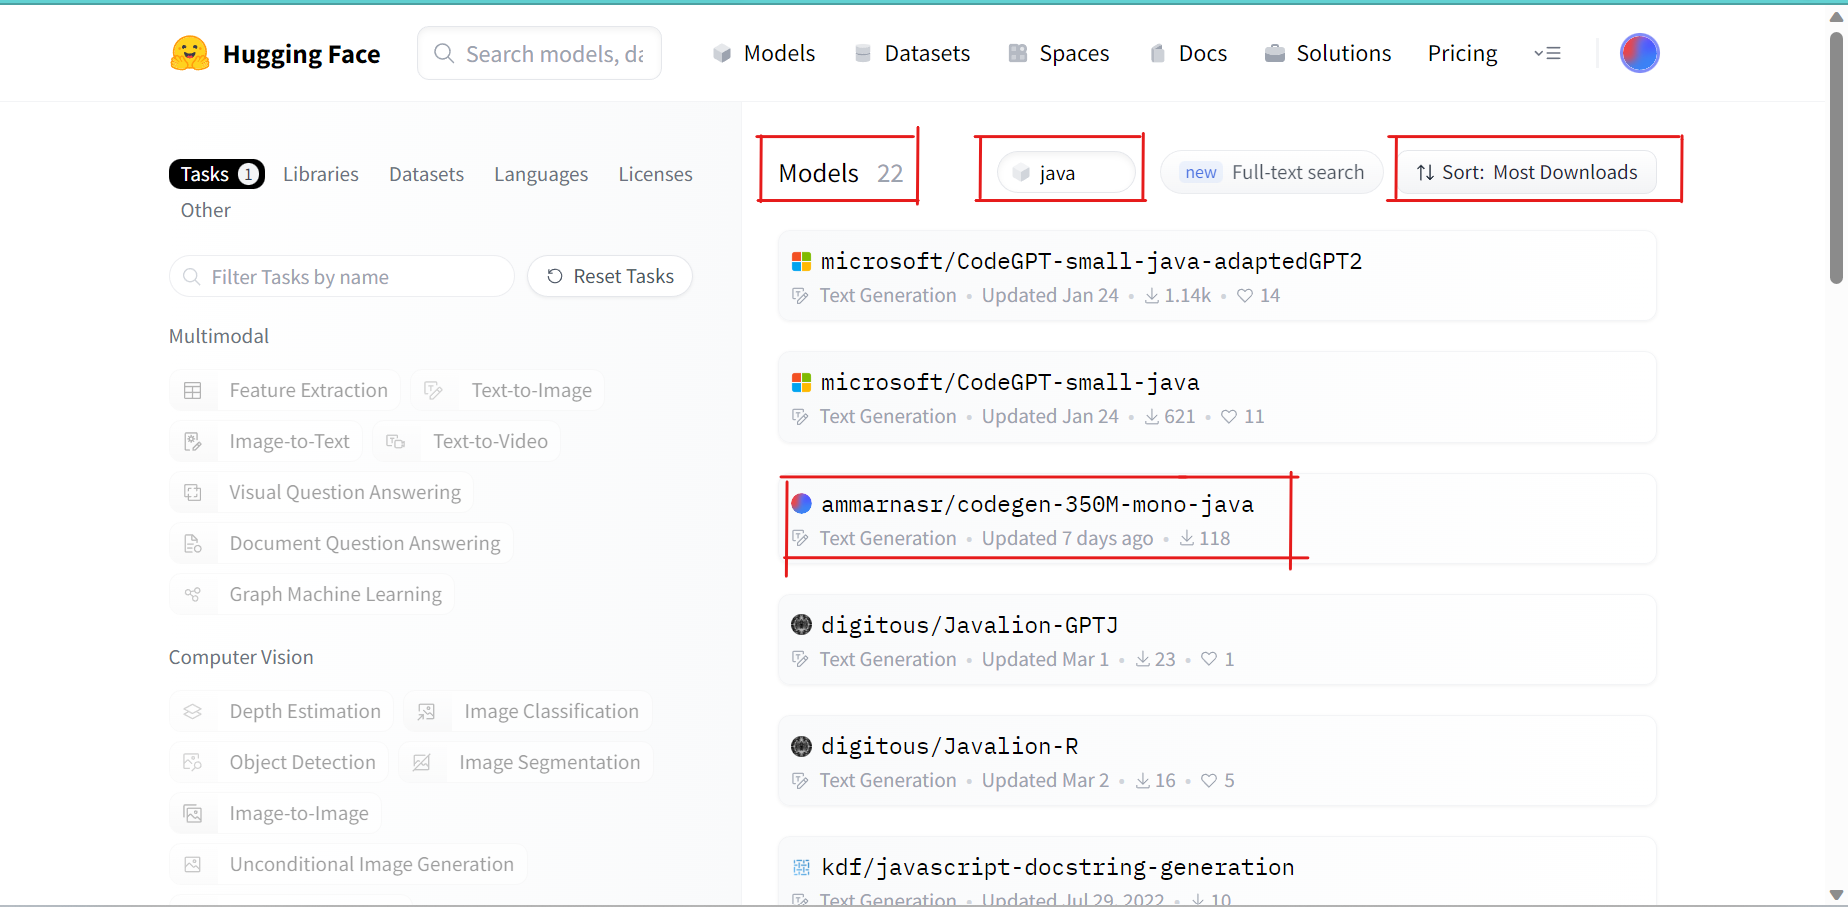 Hugging Face
Search models, da
Models
Datasets
Spaces
Docs
Solutions
Pricing
Tasks 1
Libraries
Datasets
Languages
Licenses
Other
Filter Tasks by name
Reset Tasks
Multimodal
Feature Extraction
Text-to-Image
Image-to-Text
Text-to-Video
Visual Question Answering
Document Question Answering
Graph Machine Learning
Computer Vision
Depth Estimation
Image Classification
Object Detection
Image Segmentation
Image-to-Image
Unconditional Image Generation
Models 22
java
new Full-text search
Sort: Most Downloads
microsoft/CodeGPT-small-java-adaptedGPT2
Text Generation • Updated Jan 24 • 1.14k • 14
microsoft/CodeGPT-small-java
Text Generation • Updated Jan 24 • 621 • 11
ammarnasr/codegen-350M-mono-java
Text Generation • Updated 7 days ago • 118
digitous/Javalion-GPTJ
Text Generation • Updated Mar 1 • 23 • 1
digitous/Javalion-R
Text Generation • Updated Mar 2 • 16 • 5
kdf/javascript-docstring-generation
Text Generation • Updated Jul 29, 2022 • 10